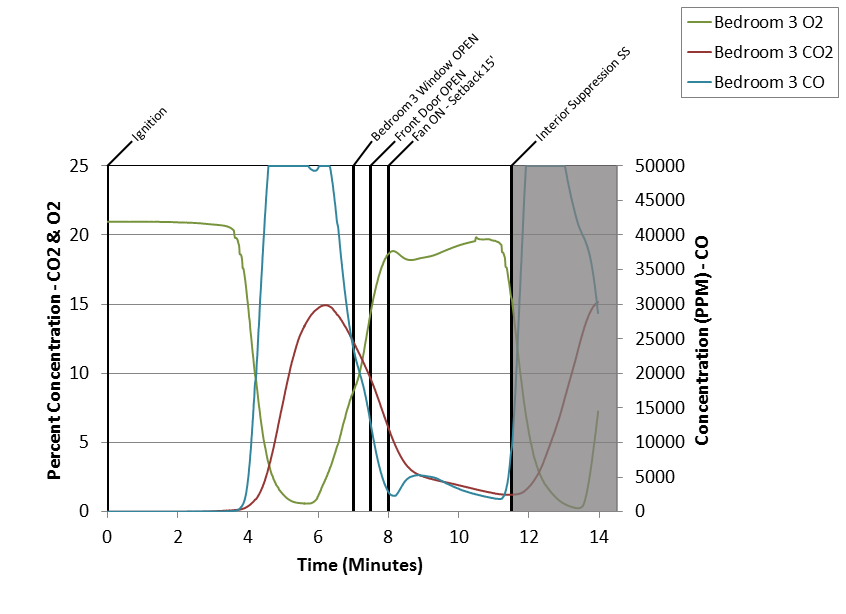 Bedroom 3 O2
Bedroom 3 CO2
Bedroom 3 CO
Ignition
Bedroom 3 Window OPEN
Front Door OPEN
Fan ON - Setback 15'
Interior Suppression SS
Percent Concentration - CO2 & O2
25
20
15
10
5
0
50000
45000
40000
35000
30000
25000
20000
15000
10000
5000
0
Concentration (PPM) - CO
0
2
4
6
8
10
12
14
Time (Minutes)